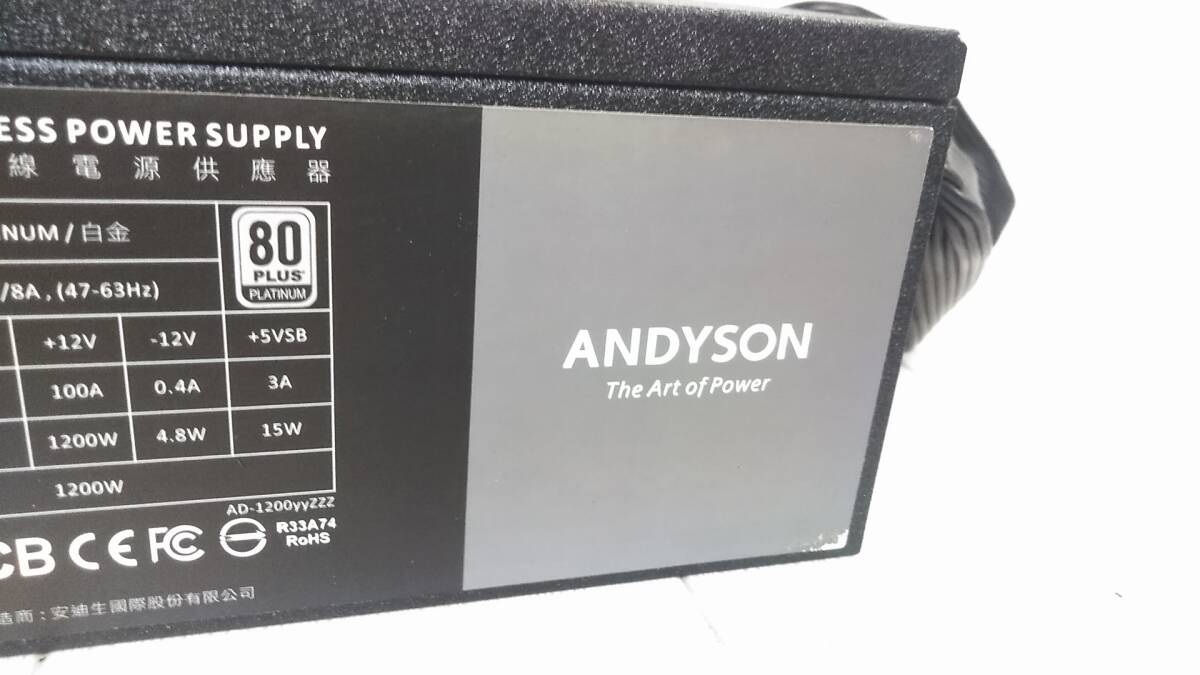 ESS POWER SUPPLY
線電源供應器
NUM / 白金
80
PLUS
PLATINUM
/8A , (47-63Hz)
+12V -12V +5VSB
100A 0.4A 3A
1200W 4.8W 15W
1200W
AD-1200yyZZZ
CB CE FC R33A74
RoHS
造商：安迪生國際股份有限公司
ANDYSON
The Art of Power